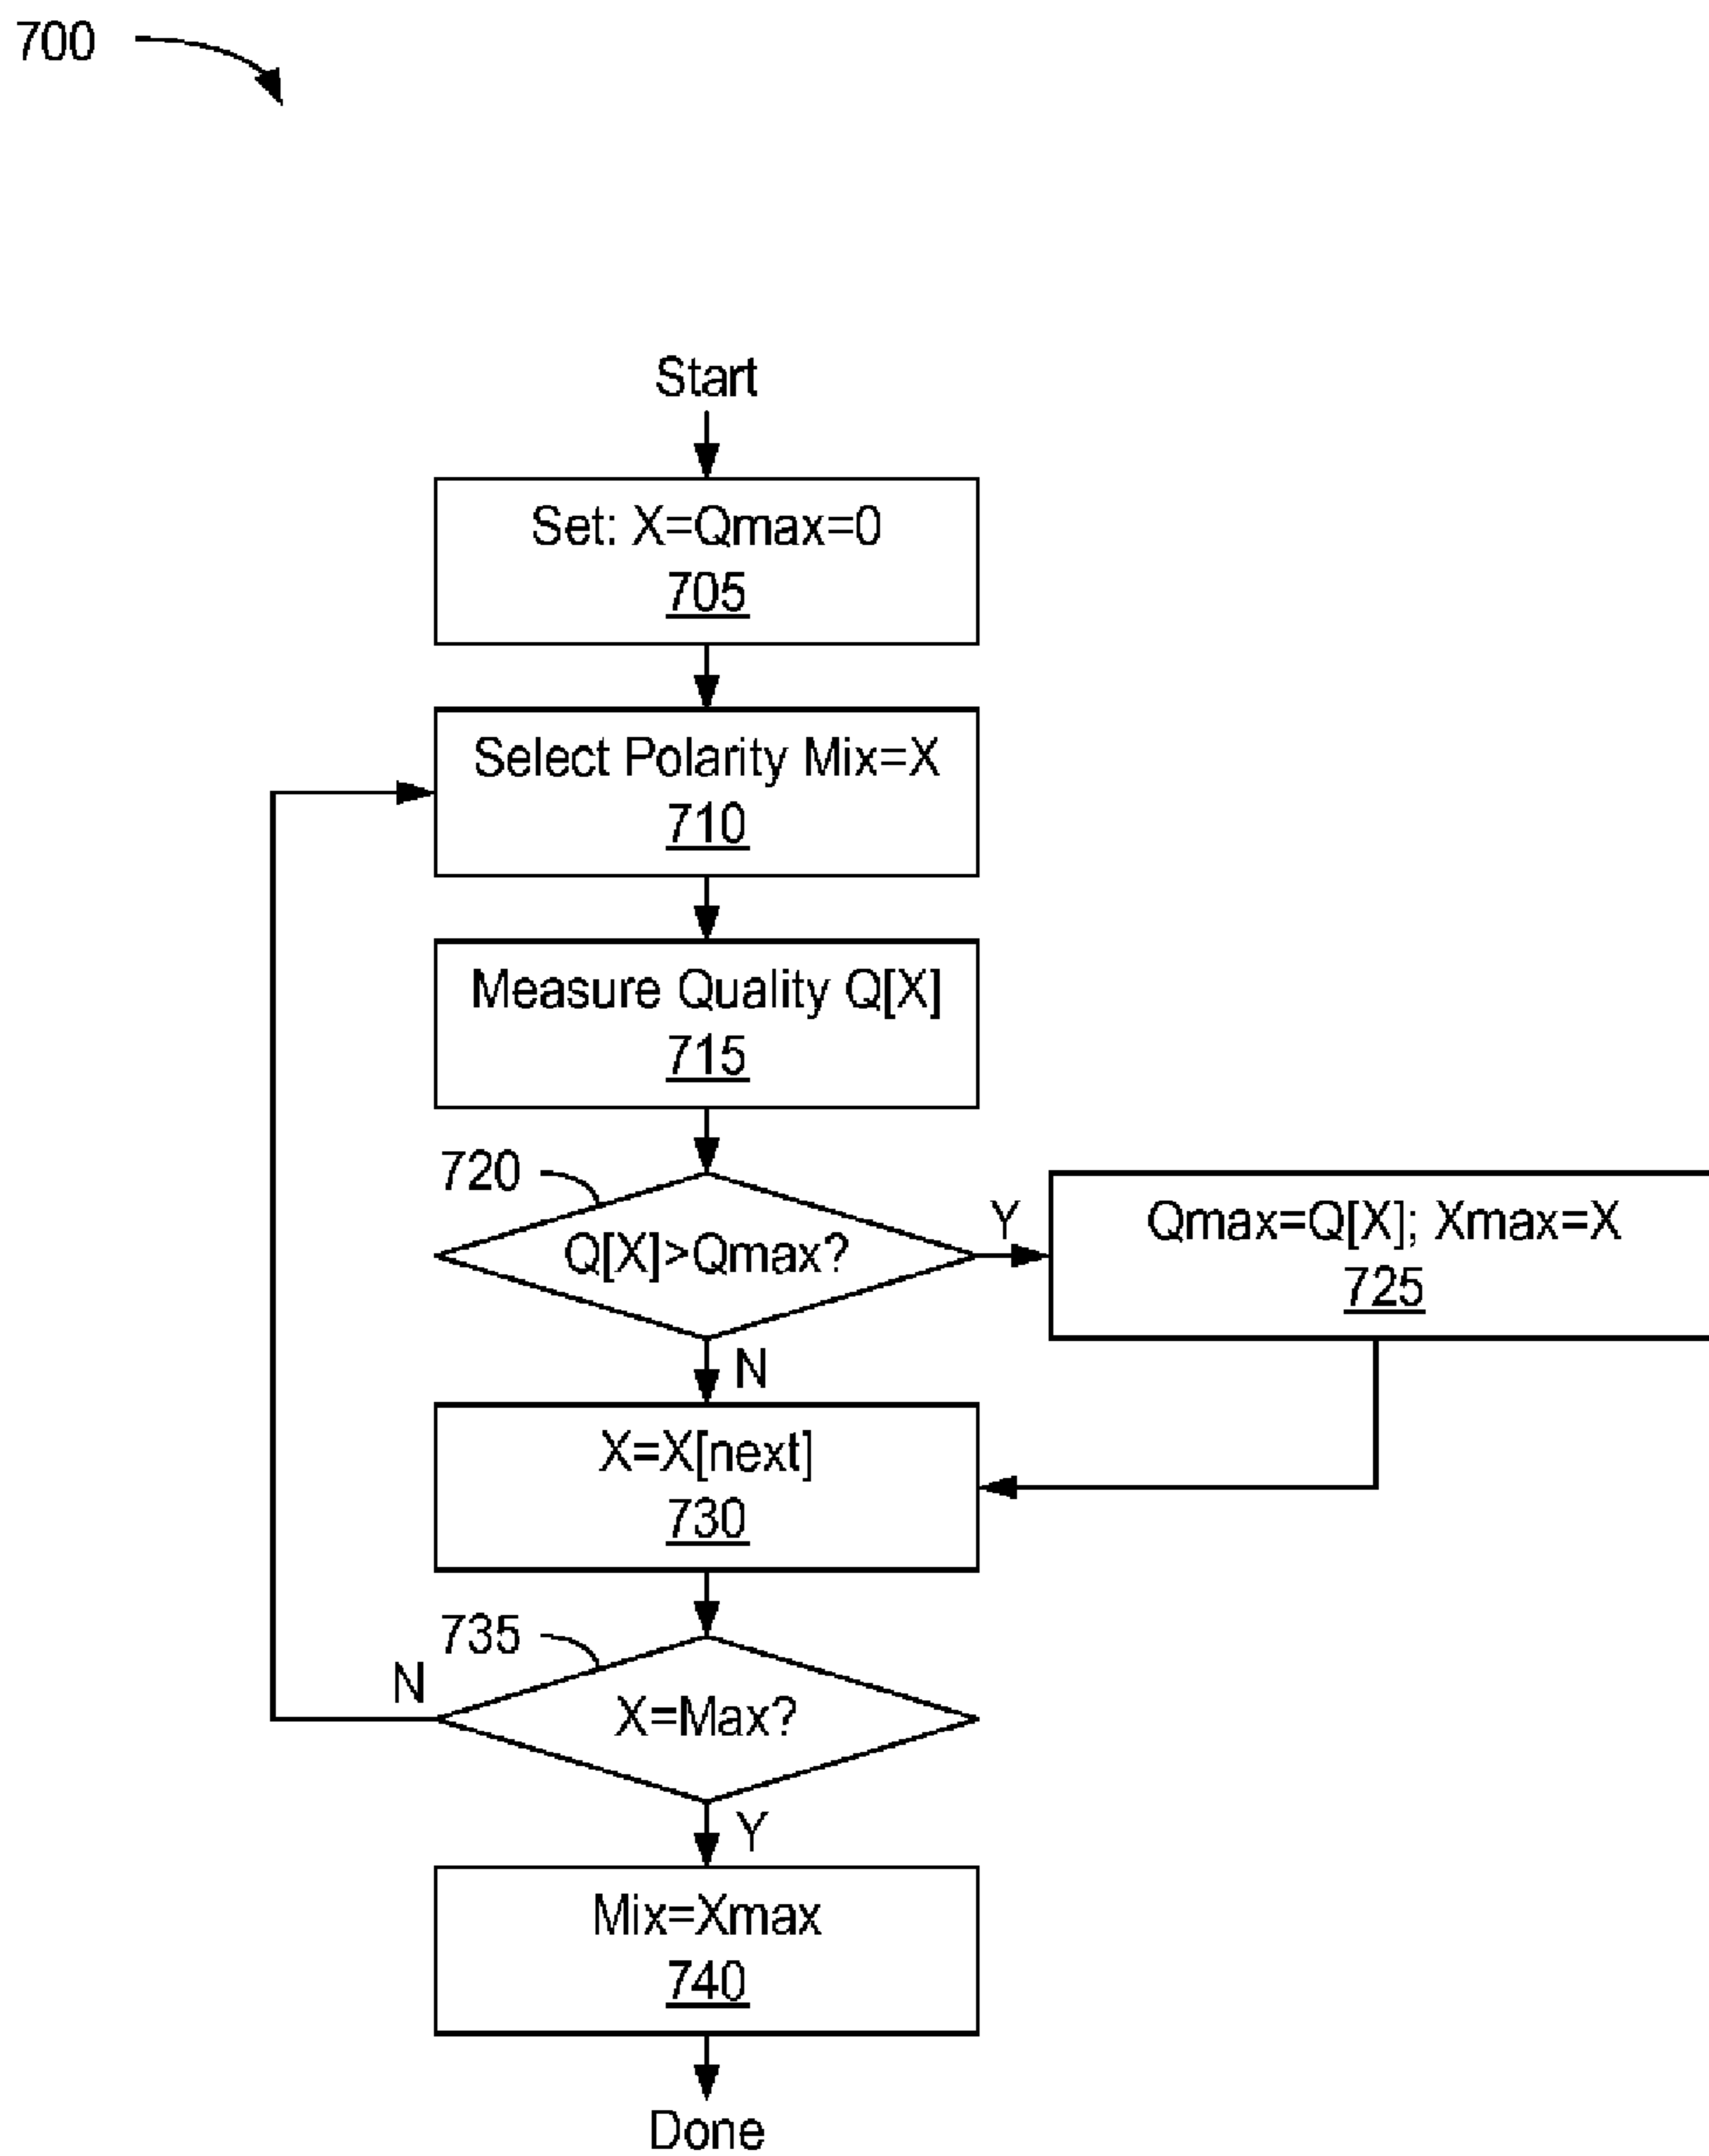 700
Start
Set: X=Qmax=0
705
Select Polarity Mix=X
710
Measure Quality Q[X]
715
720
Q[X]>Qmax?
Y
Qmax=Q[X]; Xmax=X
725
N
X=X[next]
730
735
N
X=Max?
Y
Mix=Xmax
740
Done